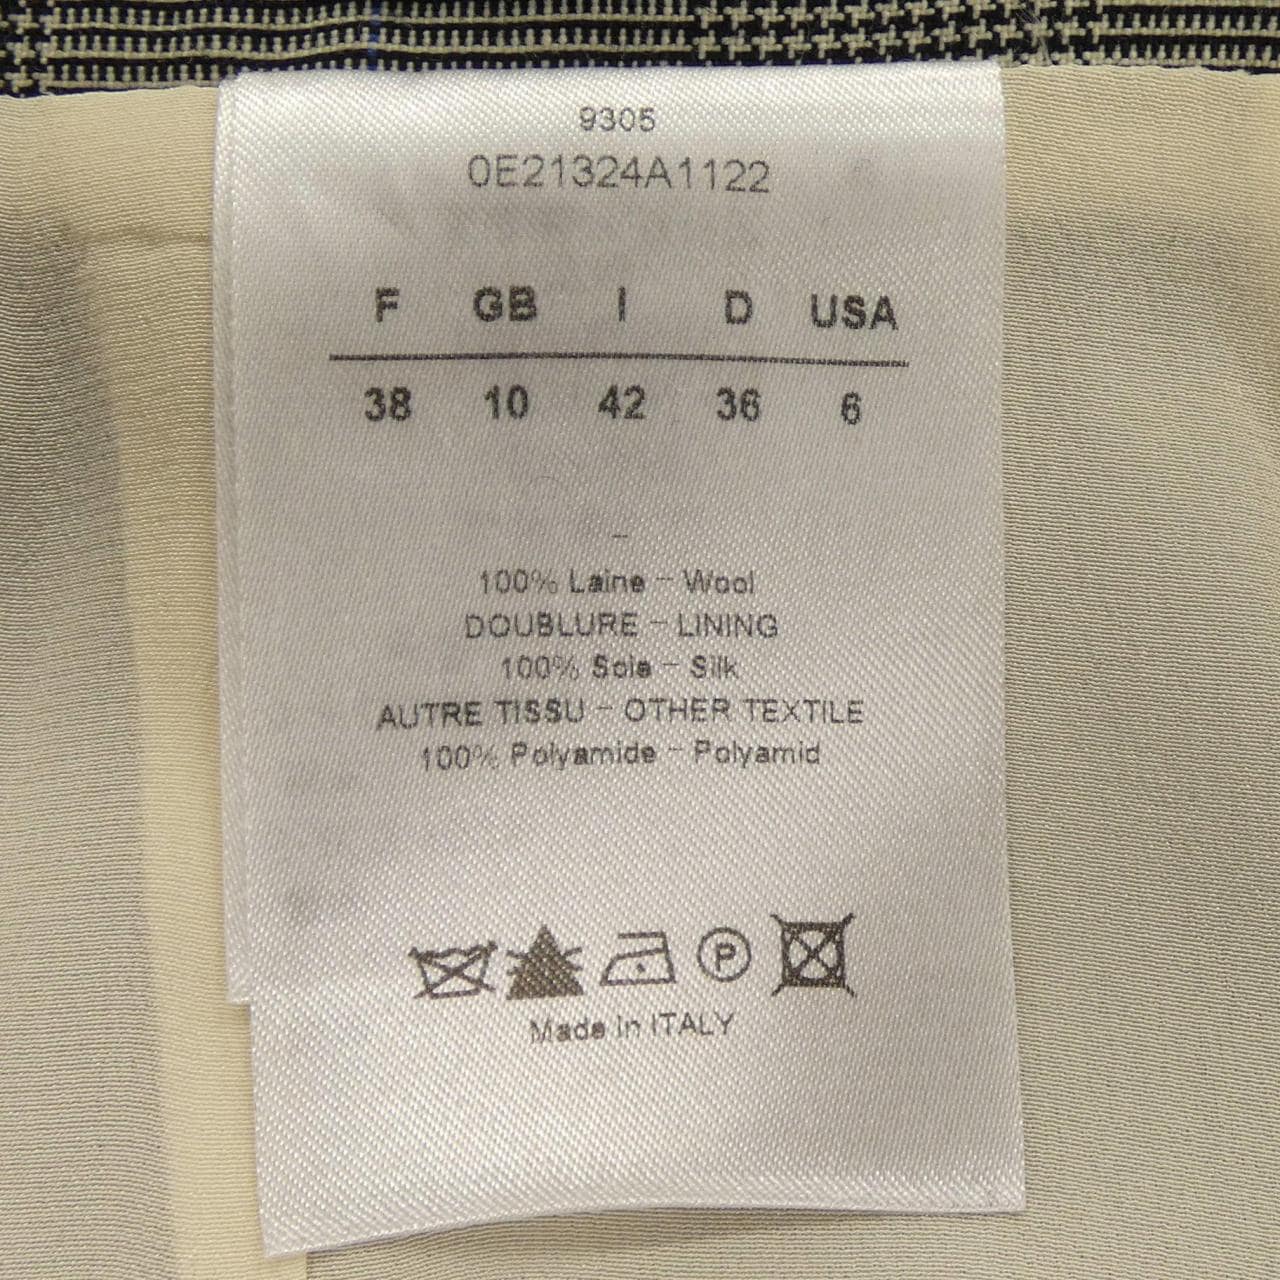 9305
0E21324A1122
F GB I D USA
38 10 42 36 6
-
100% Laine - Wool
DOUBLURE - LINING
100% Soie - Silk
AUTRE TISSU - OTHER TEXTILE
100% Polyamide - Polyamid
P
Made in ITALY